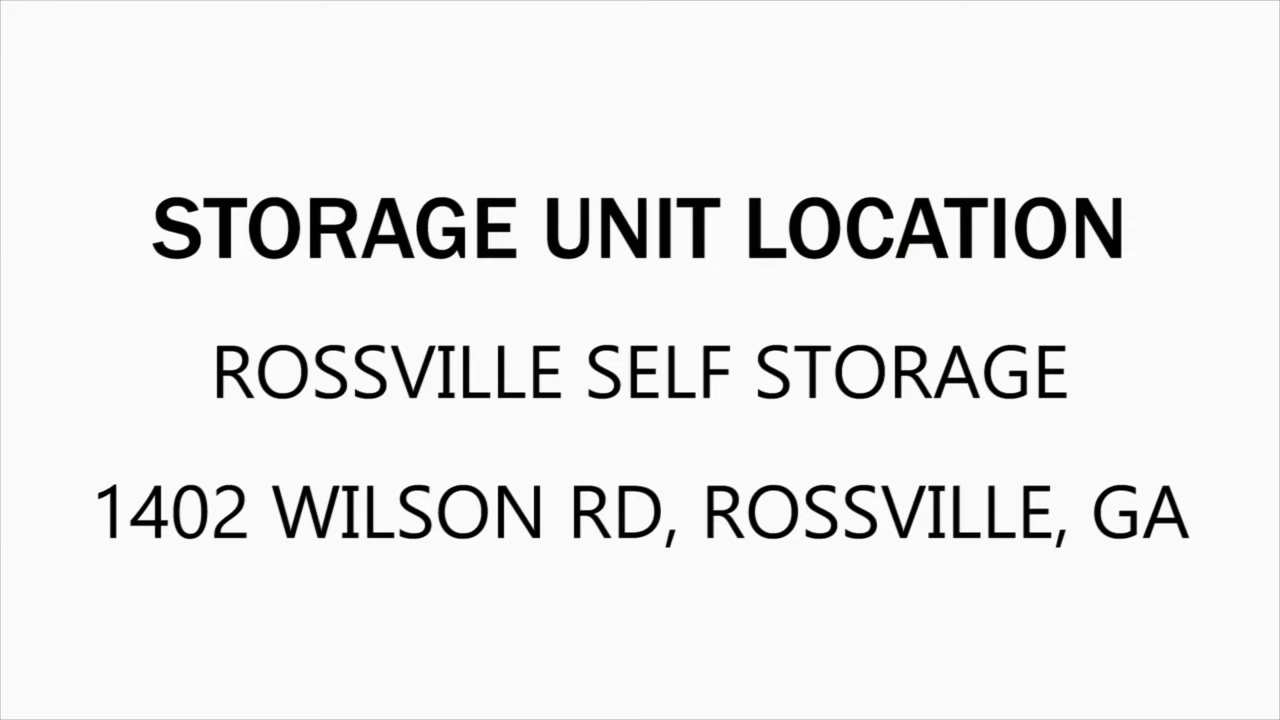 STORAGE UNIT LOCATION
ROSSVILLE SELF STORAGE
1402 WILSON RD, ROSSVILLE, GA